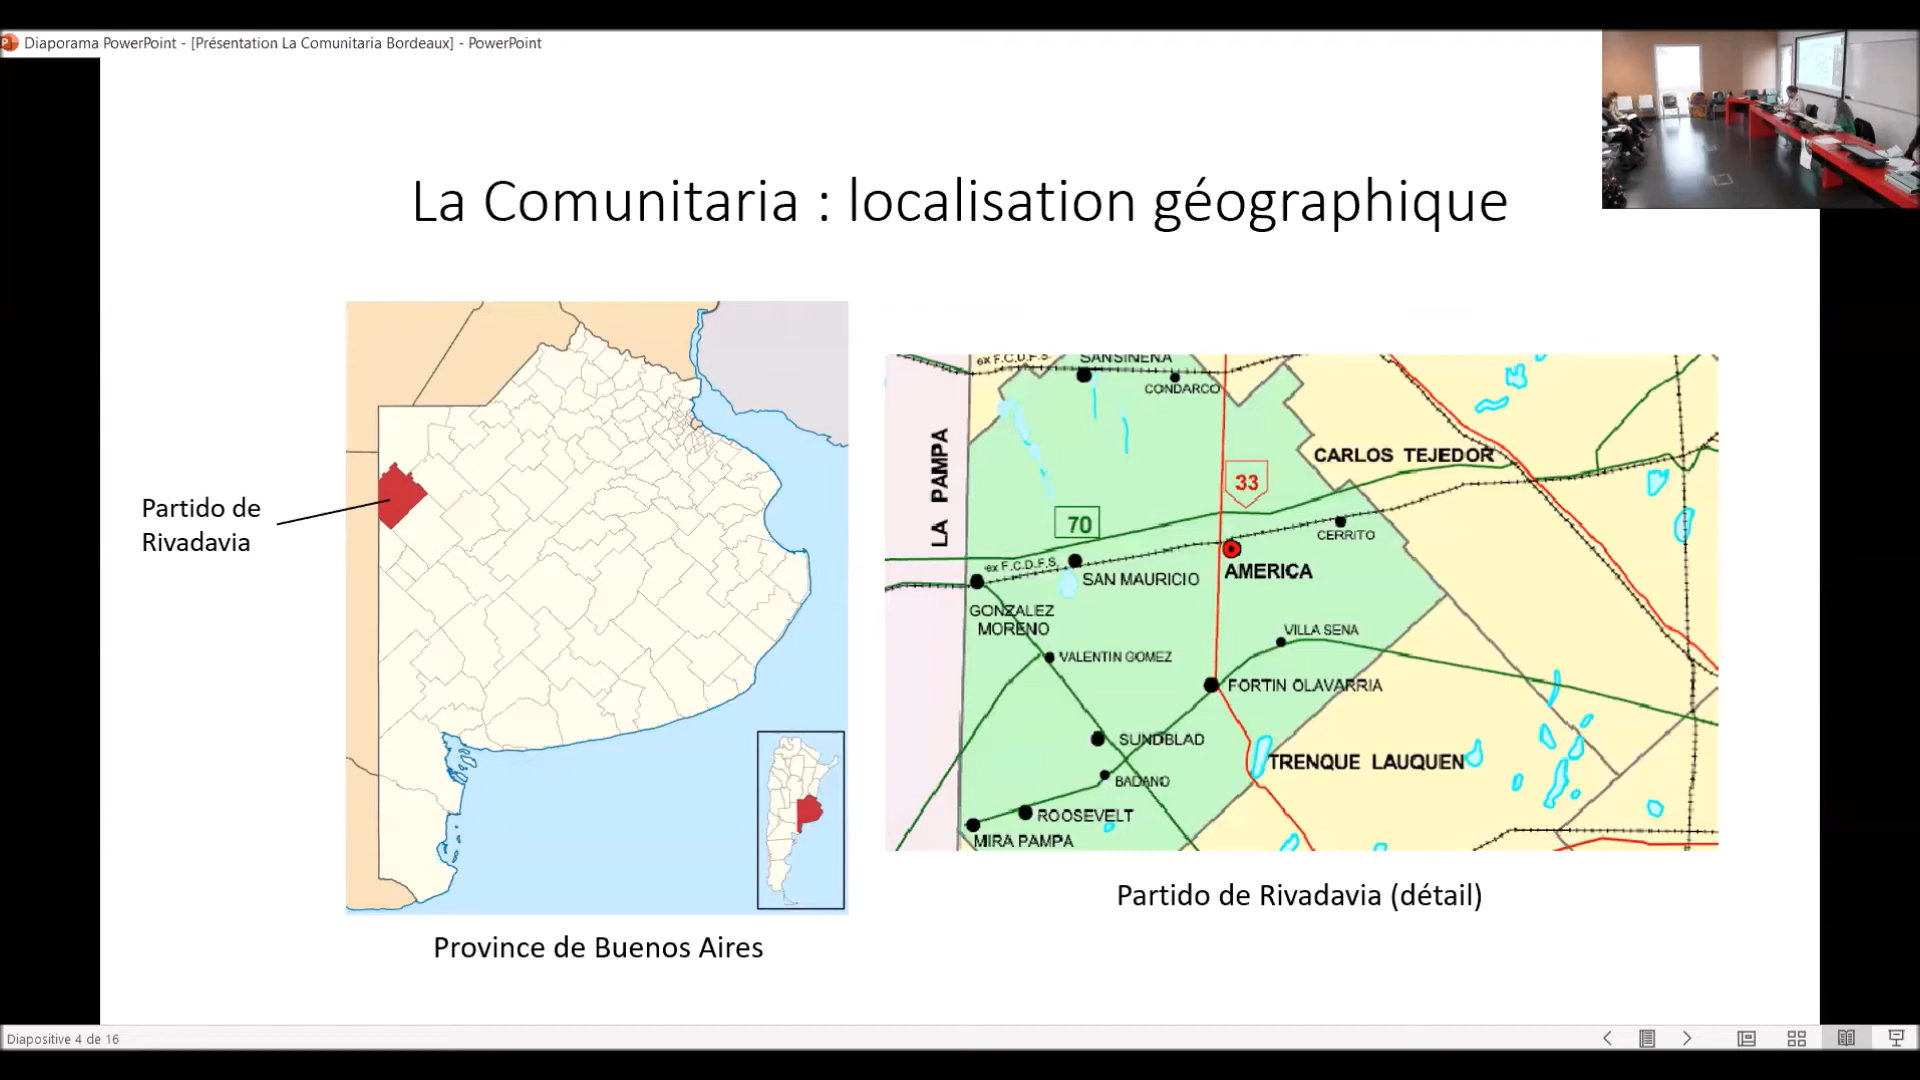 Diaporama PowerPoint - [Présentation La Comunitaria Bordeaux] - PowerPoint
La Comunitaria : localisation géographique
Partido de
Rivadavia
Province de Buenos Aires
ex F.C.D.F.S.
SANSINENA
CONDARCO
LA PAMPA
CARLOS TEJEDOR
33
70
CERRITO
ex F.C.D.F.S.
SAN MAURICIO
AMERICA
GONZALEZ
MORENO
VILLA SENA
VALENTIN GOMEZ
FORTIN OLAVARRIA
SUNDBLAD
TRENQUE LAUQUEN
BADANO
ROOSEVELT
MIRA PAMPA
Partido de Rivadavia (détail)
Diapositive 4 de 16